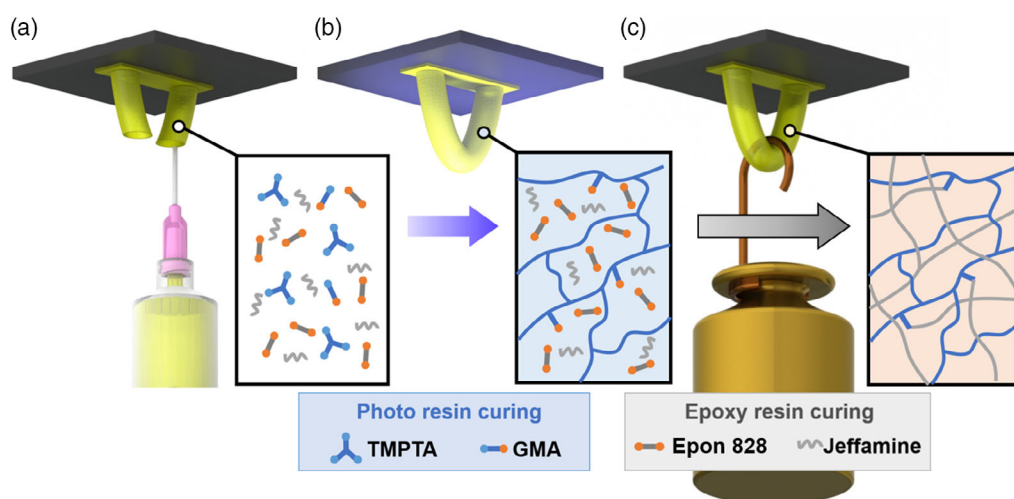 (a)
(b)
(c)
Photo resin curing
TMPTA
GMA
Epoxy resin curing
Epon 828
Jeffamine